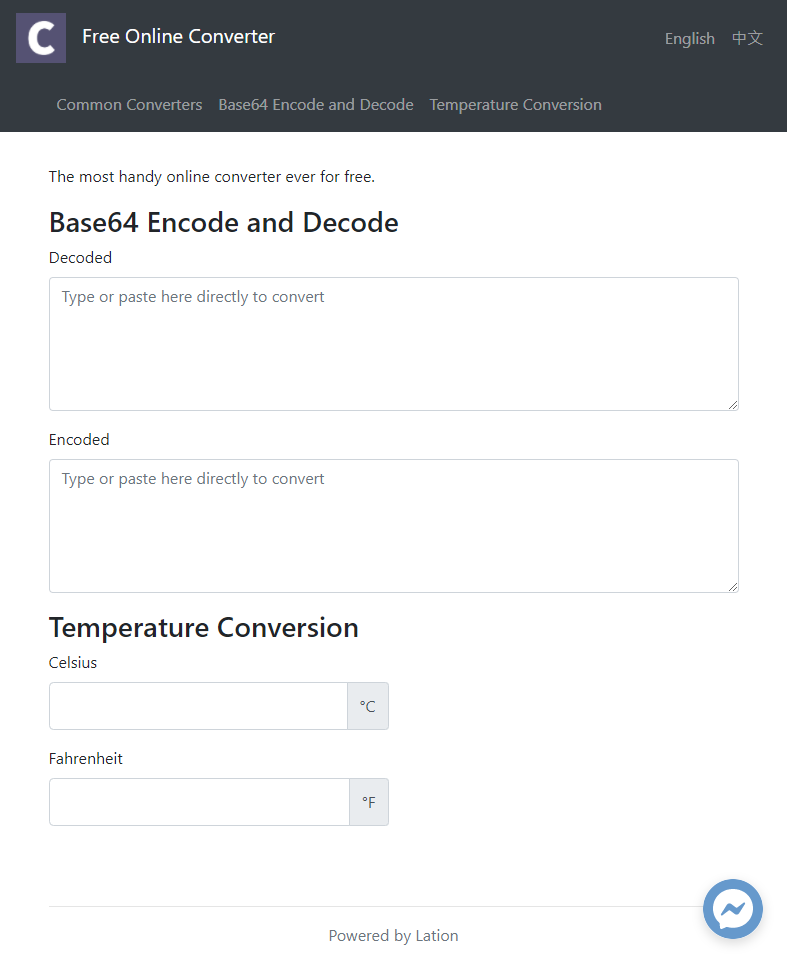 C
Free Online Converter
English 中文
Common Converters Base64 Encode and Decode Temperature Conversion
The most handy online converter ever for free.
Base64 Encode and Decode
Decoded
Type or paste here directly to convert
Encoded
Type or paste here directly to convert
Temperature Conversion
Celsius
°C
Fahrenheit
°F
Powered by Lation